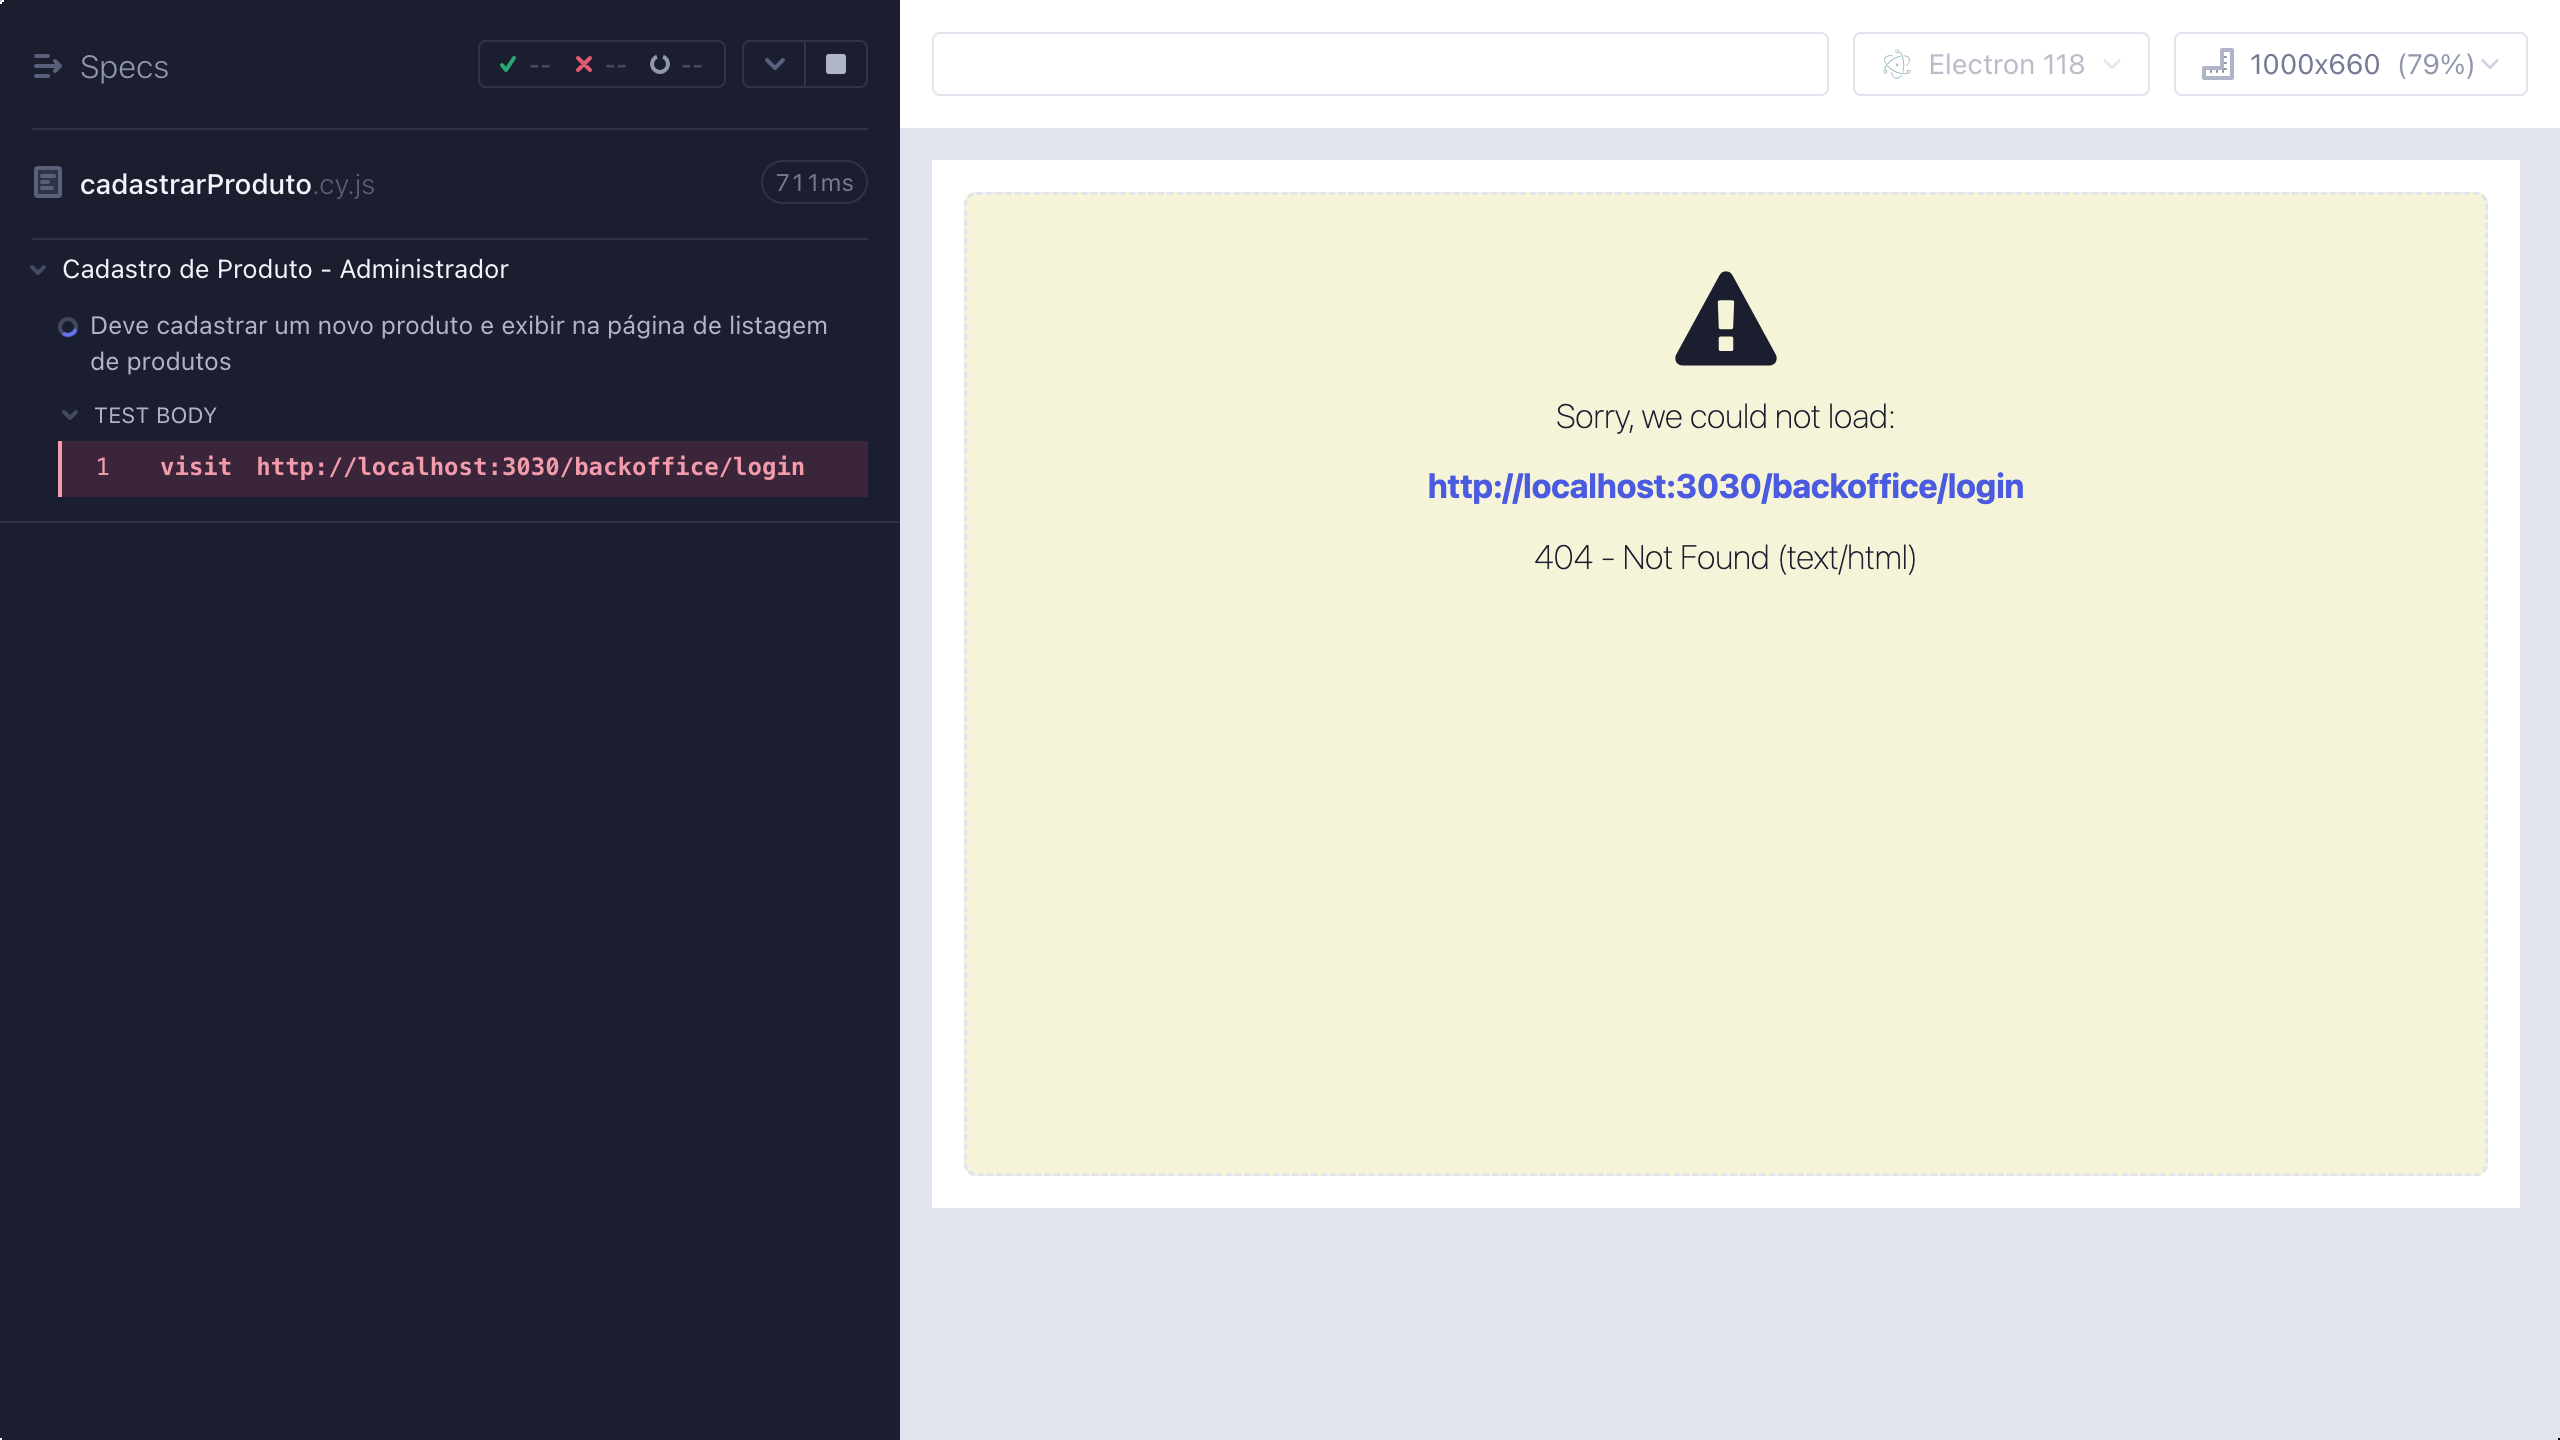 Specs
--
--
--
cadastrarProduto.cy.js
711ms
Cadastro de Produto - Administrador
Deve cadastrar um novo produto e exibir na página de listagem
de produtos
TEST BODY
1 visit http://localhost:3030/backoffice/login
Electron 118
1000x660 (79%)
Sorry, we could not load:
http://localhost:3030/backoffice/login
404 - Not Found (text/html)